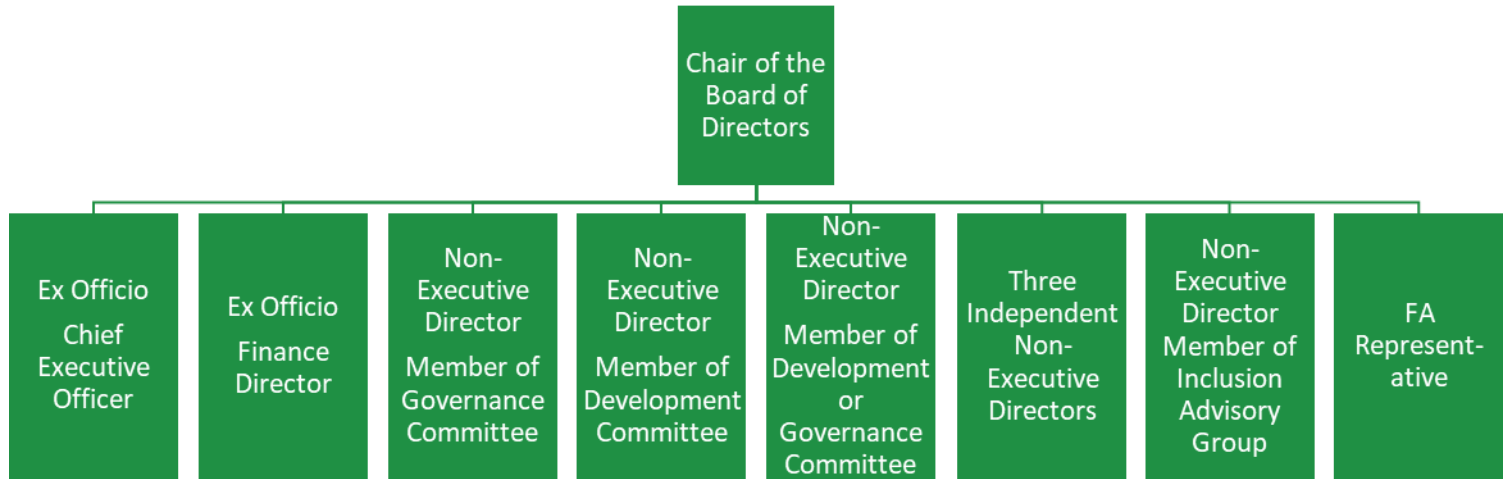 Chair of the
Board of
Directors
Ex Officio
Chief
Executive
Officer
Ex Officio
Finance
Director
Non-
Executive
Director
Member of
Governance
Committee
Non-
Executive
Director
Member of
Development
Committee
Non-
Executive
Director
Member of
Development
or
Governance
Committee
Three
Independent
Non-
Executive
Directors
Non-
Executive
Director
Member of
Inclusion
Advisory
Group
FA
Represent-
ative